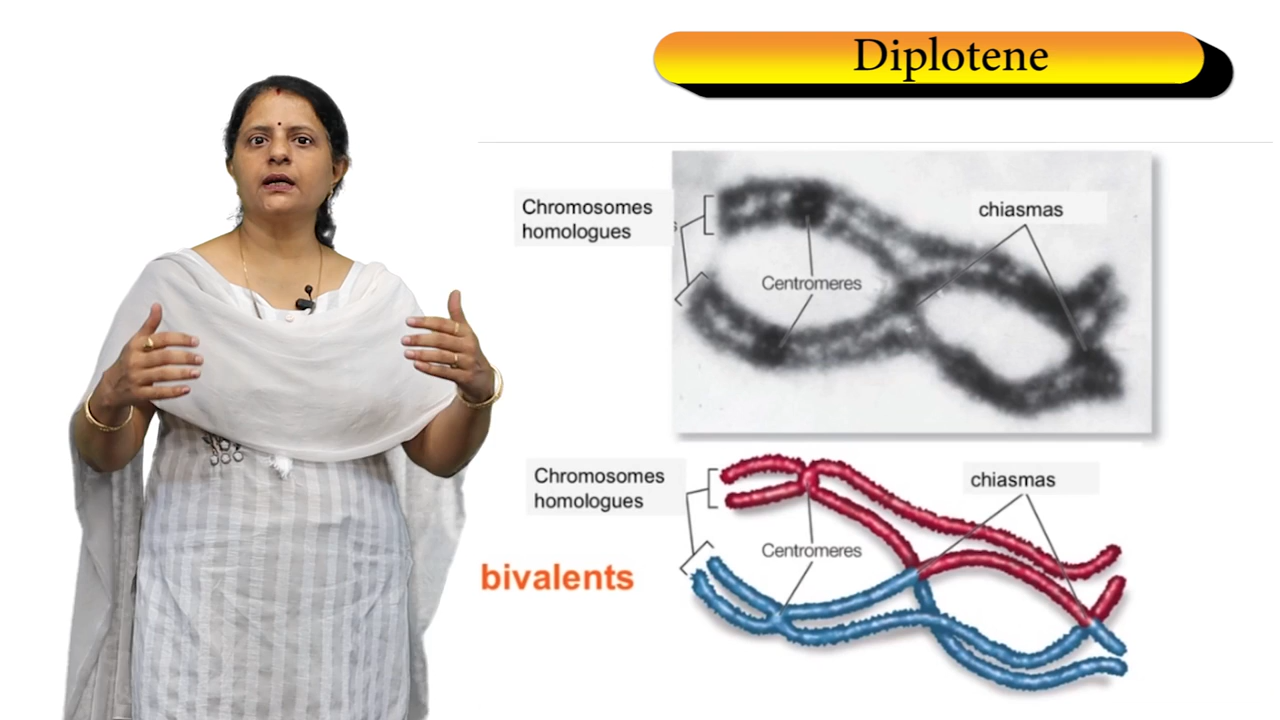 Diplotene
Chromosomes
homologues
s
chiasmas
Centromeres
Chromosomes
homologues
chiasmas
Centromeres
bivalents